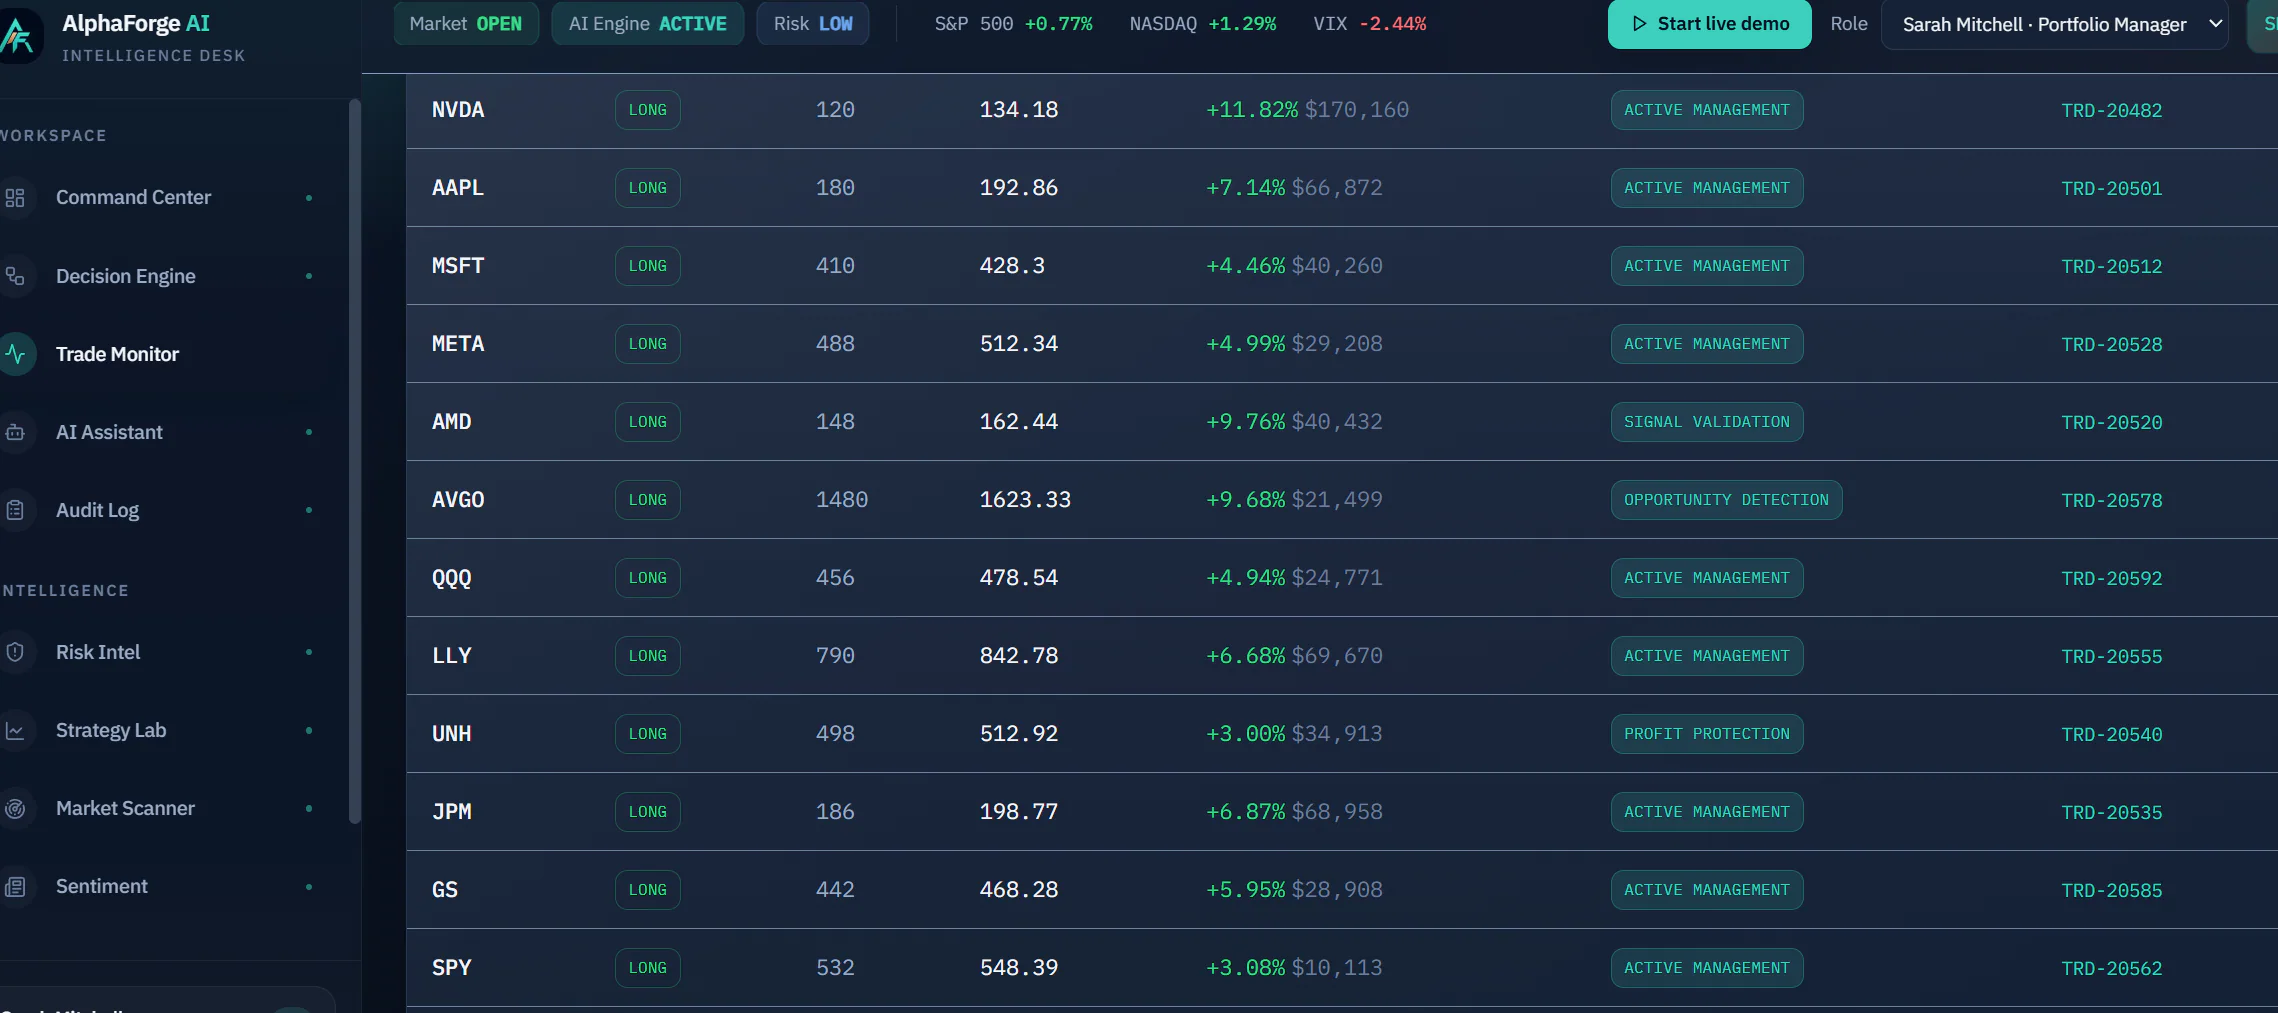 AlphaForge AI
INTELLIGENCE DESK
Market OPEN
AI Engine ACTIVE
Risk LOW
S&P 500 +0.77%
NASDAQ +1.29%
VIX -2.44%
Start live demo
Role
Sarah Mitchell · Portfolio Manager
WORKSPACE
Command Center
Decision Engine
Trade Monitor
AI Assistant
Audit Log
INTELLIGENCE
Risk Intel
Strategy Lab
Market Scanner
Sentiment
NVDA LONG 120 134.18 +11.82% $170,160 ACTIVE MANAGEMENT TRD-20482
AAPL LONG 180 192.86 +7.14% $66,872 ACTIVE MANAGEMENT TRD-20501
MSFT LONG 410 428.3 +4.46% $40,260 ACTIVE MANAGEMENT TRD-20512
META LONG 488 512.34 +4.99% $29,208 ACTIVE MANAGEMENT TRD-20528
AMD LONG 148 162.44 +9.76% $40,432 SIGNAL VALIDATION TRD-20520
AVGO LONG 1480 1623.33 +9.68% $21,499 OPPORTUNITY DETECTION TRD-20578
QQQ LONG 456 478.54 +4.94% $24,771 ACTIVE MANAGEMENT TRD-20592
LLY LONG 790 842.78 +6.68% $69,670 ACTIVE MANAGEMENT TRD-20555
UNH LONG 498 512.92 +3.00% $34,913 PROFIT PROTECTION TRD-20540
JPM LONG 186 198.77 +6.87% $68,958 ACTIVE MANAGEMENT TRD-20535
GS LONG 442 468.28 +5.95% $28,908 ACTIVE MANAGEMENT TRD-20585
SPY LONG 532 548.39 +3.08% $10,113 ACTIVE MANAGEMENT TRD-20562